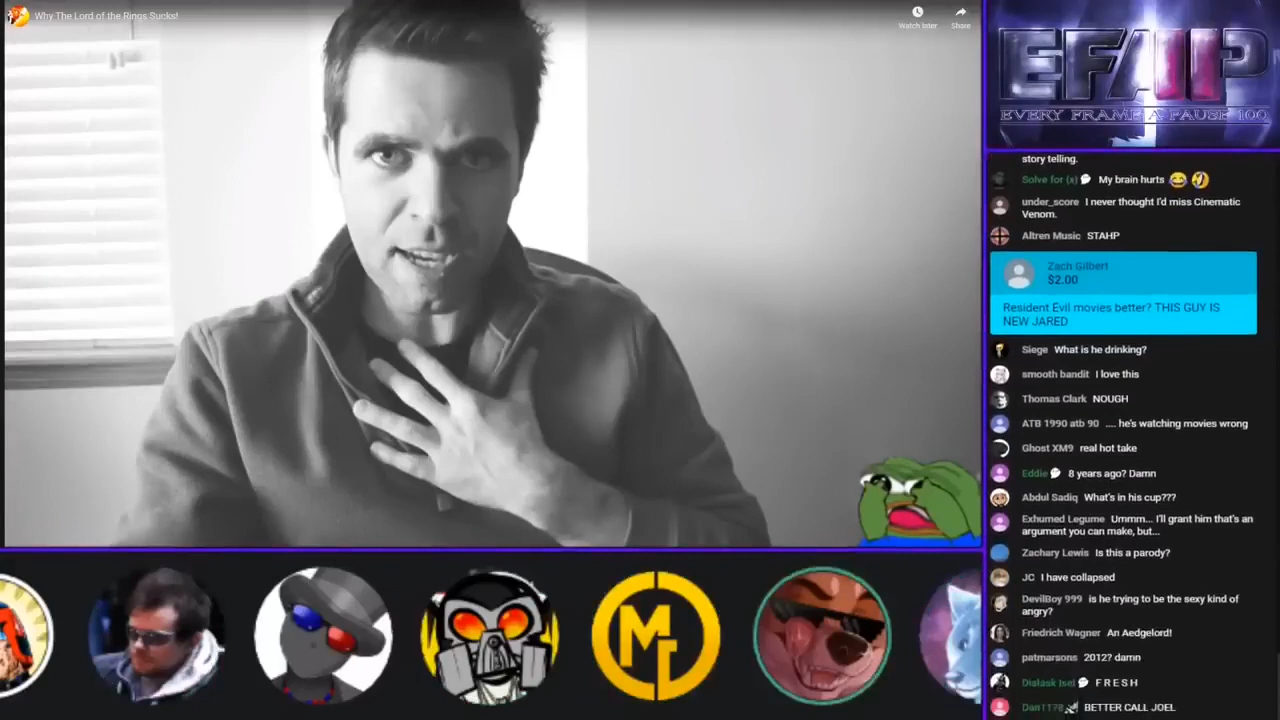 Why The Lord of the Rings Sucks!
Watch later
Share
EFAP
EVERY FRAME A PAUSE 100
story telling.
Solve for (x) My brain hurts 😂 🤣
under_score I never thought I'd miss Cinematic
Venom.
Altren Music STAHP
Zach Gilbert
$2.00
Resident Evil movies better? THIS GUY IS
NEW JARED
Siege What is he drinking?
smooth bandit I love this
Thomas Clark NOUGH
ATB 1990 atb 90 .... he's watching movies wrong
Ghost XM9 real hot take
Eddie 8 years ago? Damn
Abdul Sadiq What's in his cup???
Exhumed Legume Ummm... I'll grant him that's an
argument you can make, but...
Zachary Lewis Is this a parody?
JC I have collapsed
DevilBoy 999 is he trying to be the sexy kind of
angry?
Friedrich Wagner An Aedgelord!
patmarsons 2012? damn
F R E S H
Dan1178 BETTER CALL JOEL